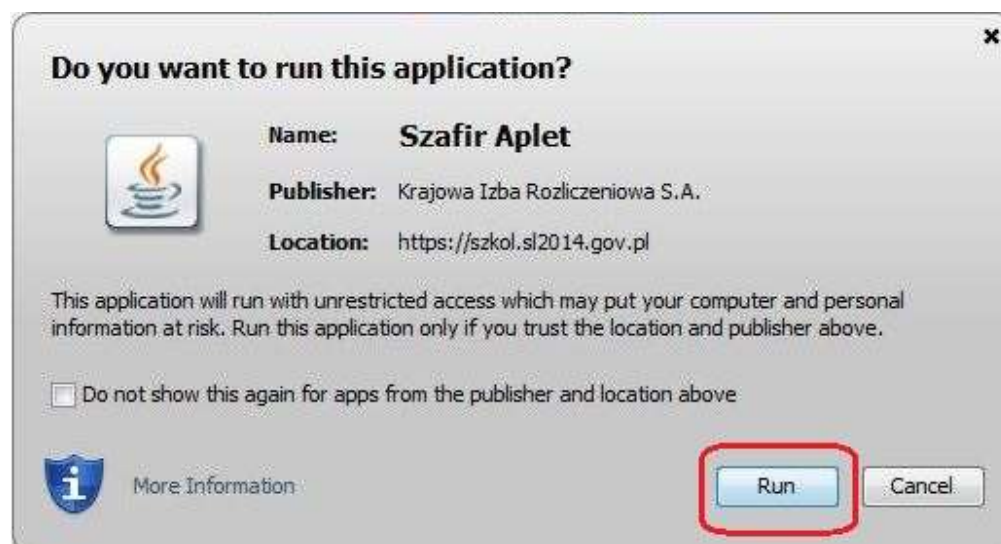 Do you want to run this application?
Name: Szafir Aplet
Publisher: Krajowa Izba Rozliczeniowa S.A.
Location: https://szkol.sl2014.gov.pl
This application will run with unrestricted access which may put your computer and personal
information at risk. Run this application only if you trust the location and publisher above.
Do not show this again for apps from the publisher and location above
More Information Run Cancel